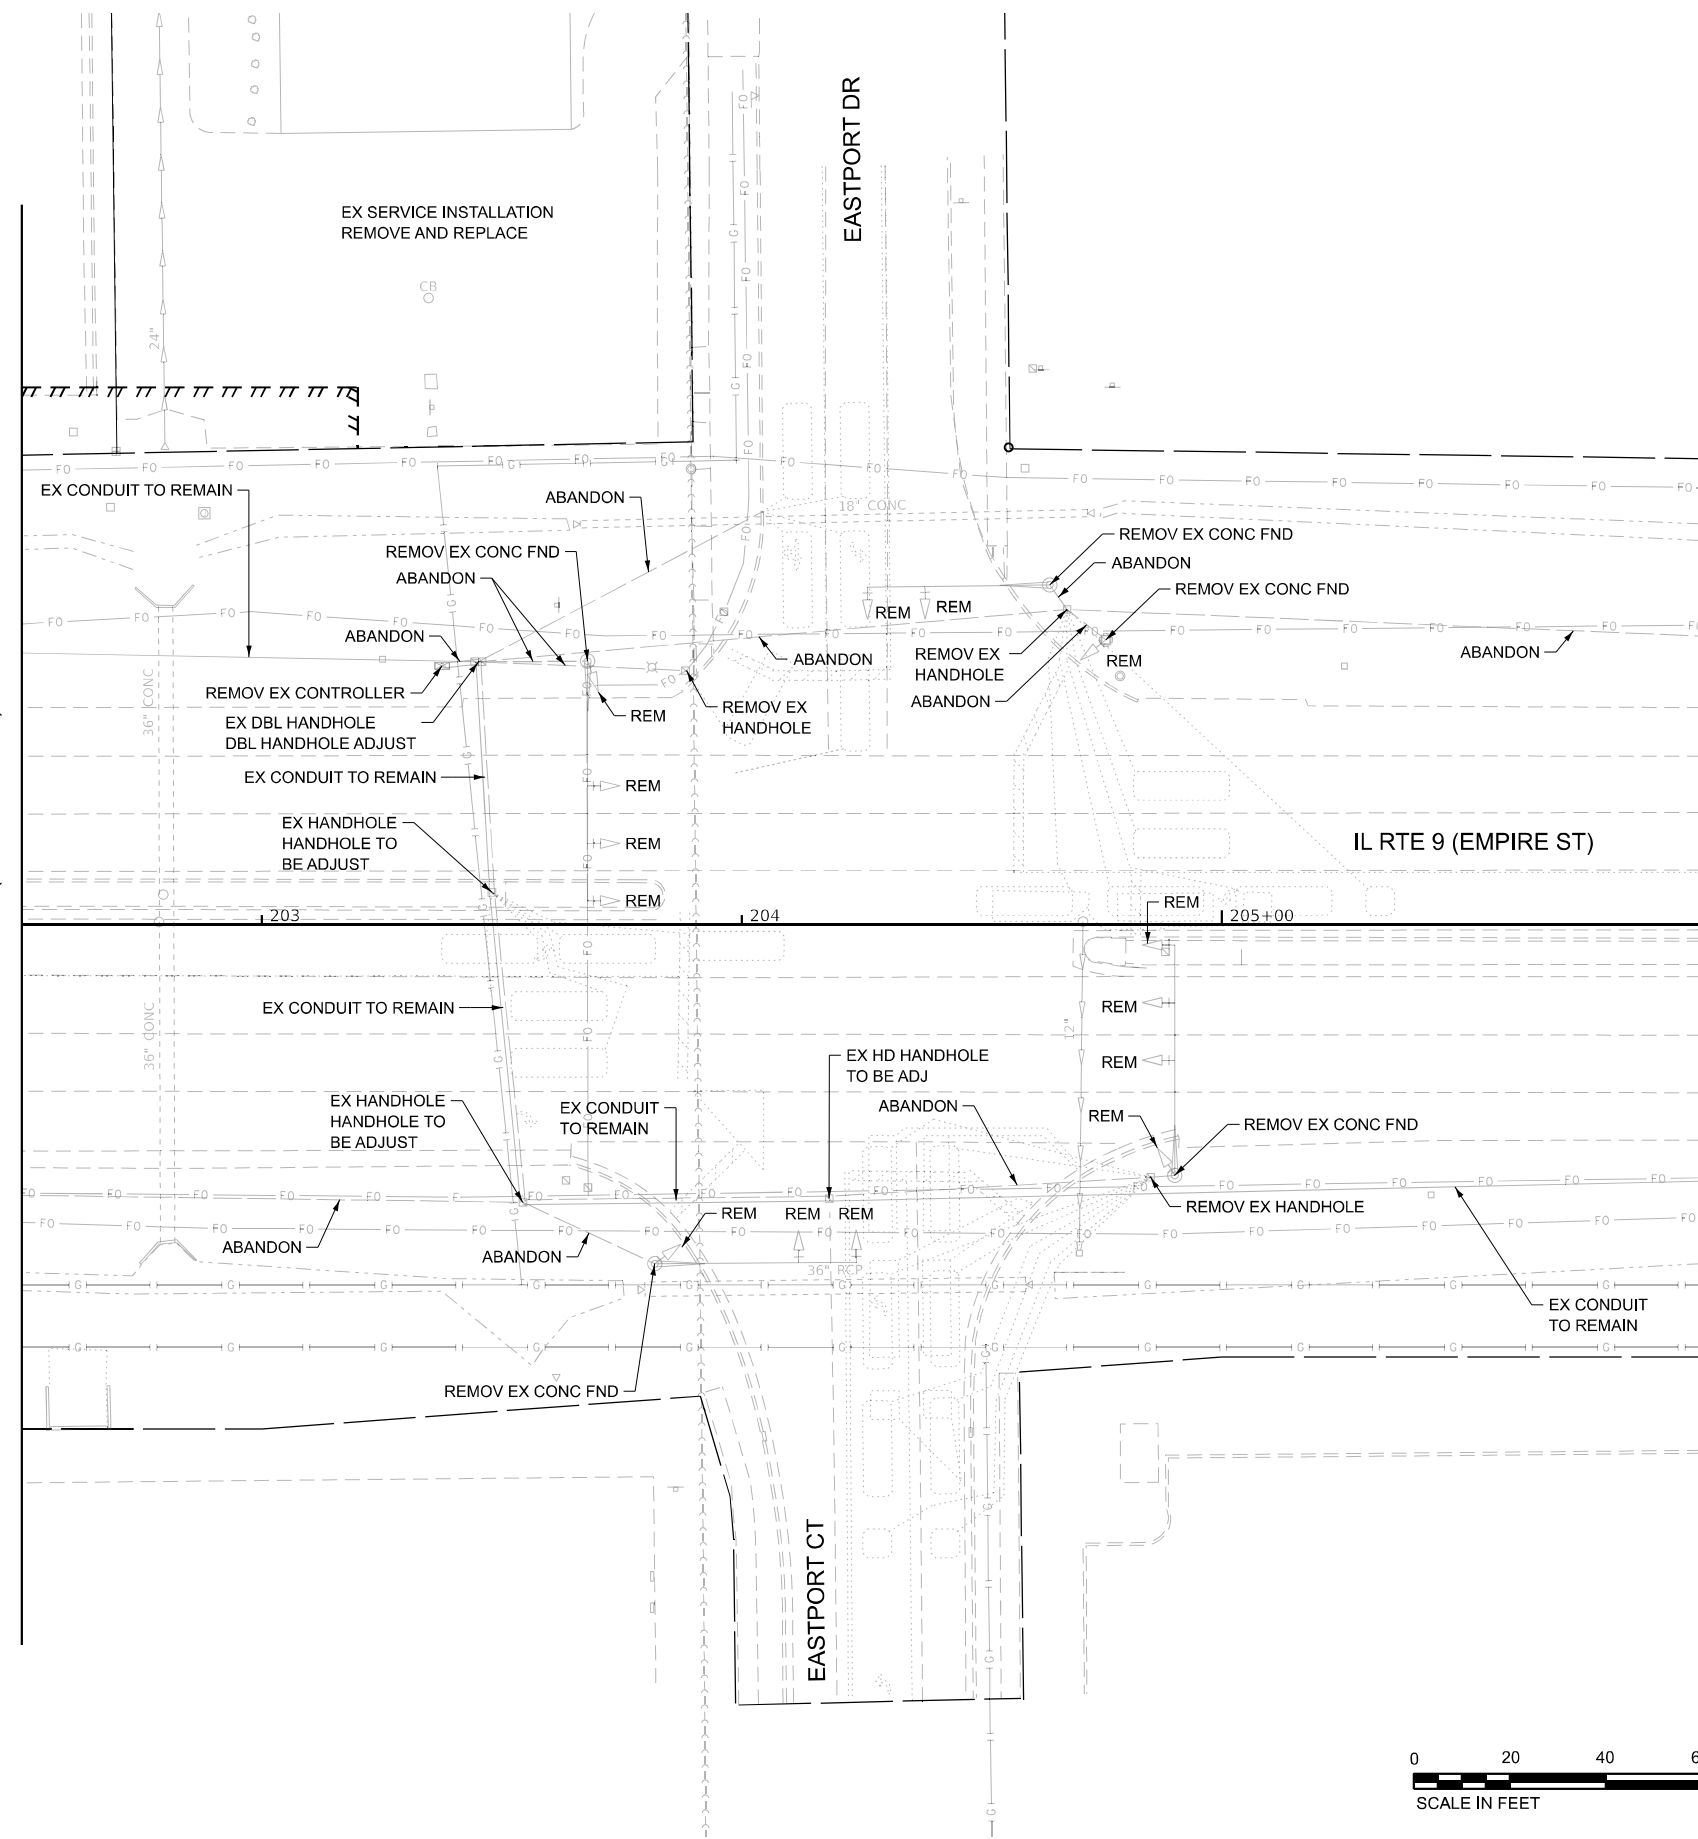 EASTPORT DR
EX SERVICE INSTALLATION
REMOVE AND REPLACE
CB
24"
EX CONDUIT TO REMAIN
ABANDON
18" CONC
REMOV EX CONC FND
ABANDON
REMOV EX CONC FND
ABANDON
REMOV EX CONC FND
REM
REM
ABANDON
ABANDON
REMOV EX
HANDHOLE
REM
ABANDON
ABANDON
REMOV EX CONTROLLER
REM
REMOV EX
HANDHOLE
36" CONC
EX DBL HANDHOLE
DBL HANDHOLE ADJUST
EX CONDUIT TO REMAIN
REM
EX HANDHOLE
HANDHOLE TO
BE ADJUST
REM
IL RTE 9 (EMPIRE ST)
REM
REM
203
204
205+00
EX CONDUIT TO REMAIN
REM
36" CONC
12"
REM
EX HD HANDHOLE
TO BE ADJ
EX HANDHOLE
HANDHOLE TO
BE ADJUST
EX CONDUIT
TO REMAIN
ABANDON
REM
REMOV EX CONC FND
REM
REM
REM
REMOV EX HANDHOLE
ABANDON
ABANDON
36" RCP
EX CONDUIT
TO REMAIN
REMOV EX CONC FND
EASTPORT CT
0 20 40
SCALE IN FEET
FO FO FO FO FO FO
G G G G G G